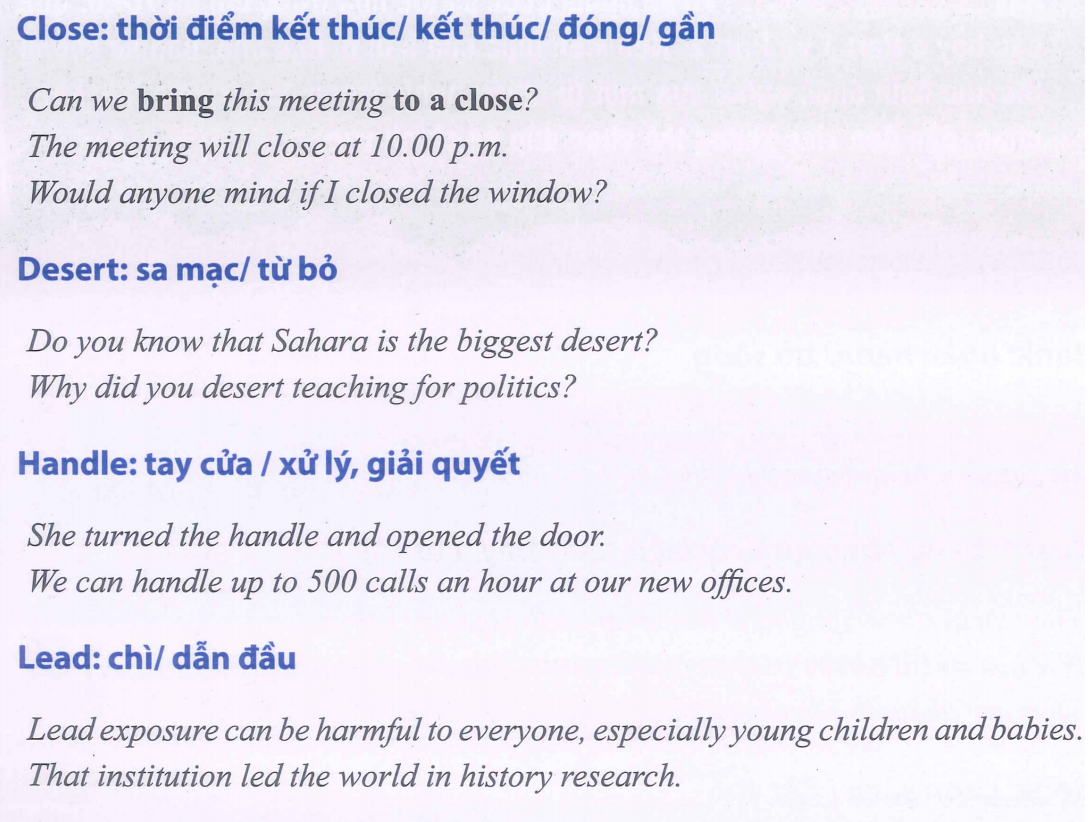 Close: thời điểm kết thúc/ kết thúc/ đóng/ gần
Can we bring this meeting to a close?
The meeting will close at 10.00 p.m.
Would anyone mind if I closed the window?
Desert: sa mạc/ từ bỏ
Do you know that Sahara is the biggest desert?
Why did you desert teaching for politics?
Handle: tay cửa / xử lý, giải quyết
She turned the handle and opened the door.
We can handle up to 500 calls an hour at our new offices.
Lead: chì/ dẫn đầu
Lead exposure can be harmful to everyone, especially young children and babies.
That institution led the world in history research.